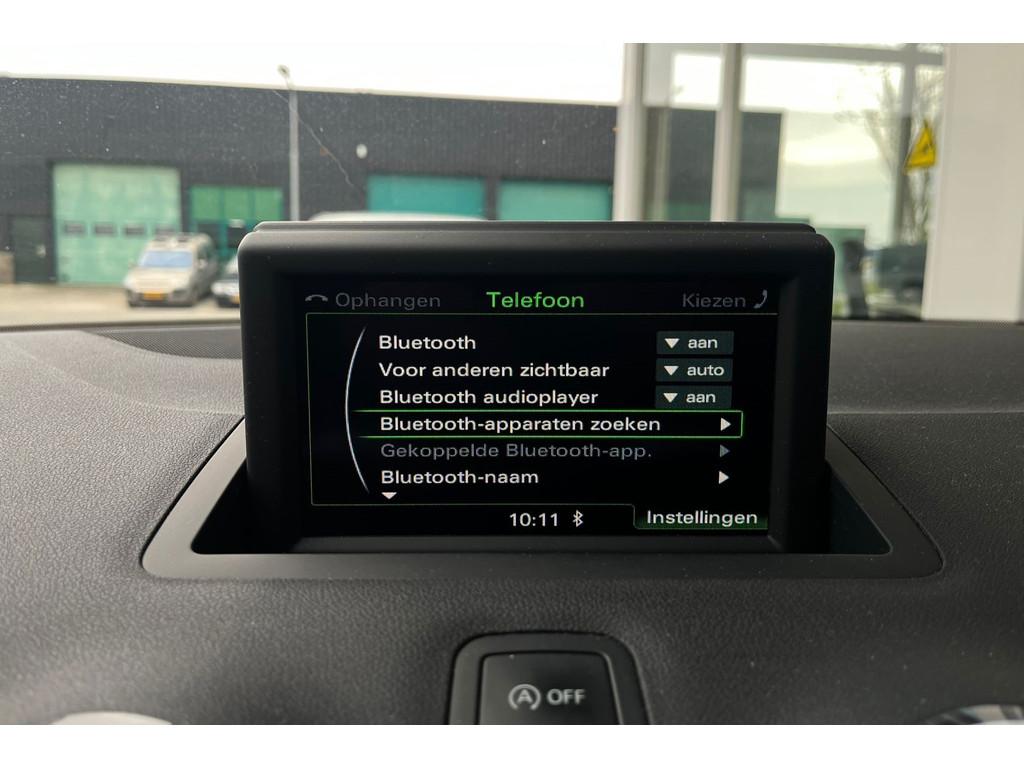 Ophangen Telefoon Kiezen
Bluetooth aan
Voor anderen zichtbaar auto
Bluetooth audioplayer aan
Bluetooth-apparaten zoeken
Gekoppelde Bluetooth-app.
Bluetooth-naam
10:11 Instellingen
A OFF